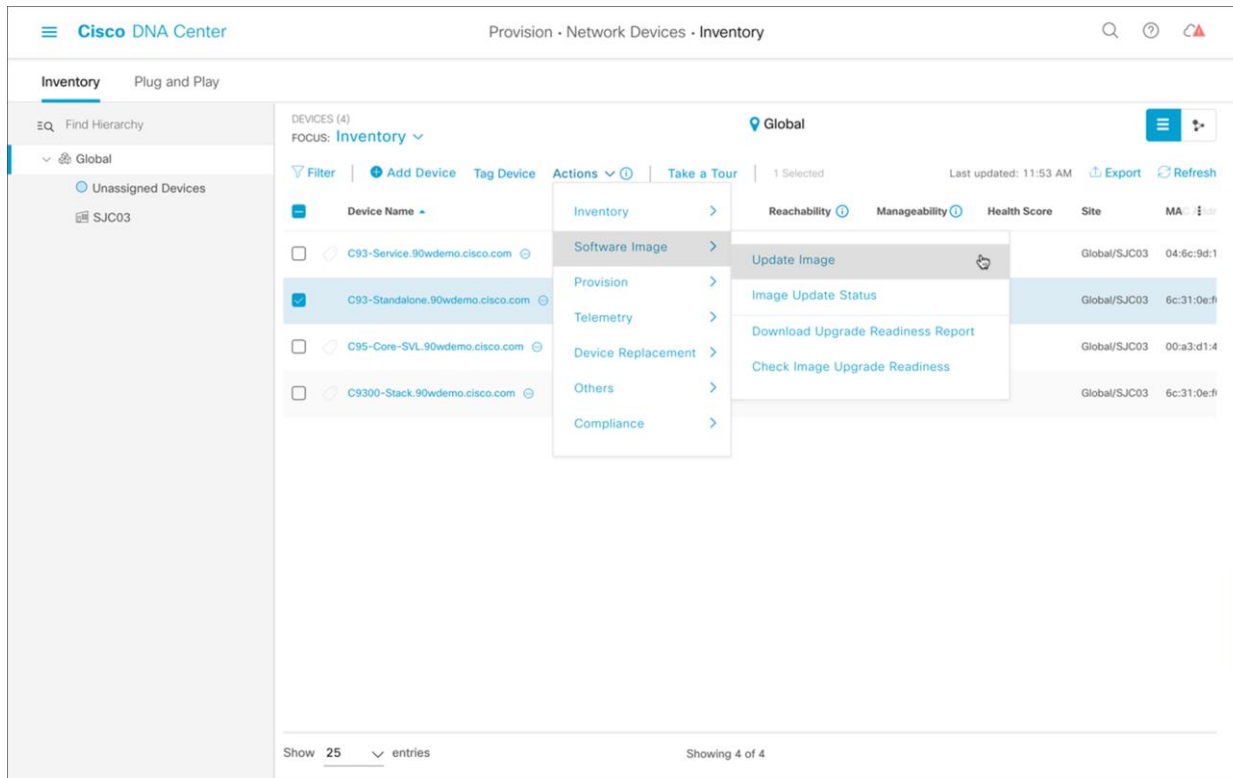 Cisco DNA Center
Provision · Network Devices · Inventory
Inventory Plug and Play
Find Hierarchy
Global
Unassigned Devices
SJC03
DEVICES (4)
FOCUS: Inventory
Global
Filter Add Device Tag Device Actions Take a Tour 1 Selected Last updated: 11:53 AM Export Refresh
Device Name Reachability Manageability Health Score Site MAC
C93-Service.90wdemo.cisco.com Global/SJC03 04:6c:9d:1
C93-Standalone.90wdemo.cisco.com Global/SJC03 6c:31:0e:f
C95-Core-SVL.90wdemo.cisco.com Global/SJC03 00:a3:d1:4
C9300-Stack.90wdemo.cisco.com Global/SJC03 6c:31:0e:f
Inventory
Software Image
Provision
Telemetry
Device Replacement
Others
Compliance
Update Image
Image Update Status
Download Upgrade Readiness Report
Check Image Upgrade Readiness
Show 25 entries Showing 4 of 4